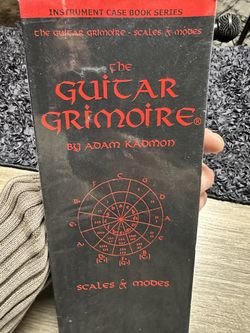 INSTRUMENT CASE BOOK SERIES
the GUITAR GRIMOIRE - SCALES & MODES
the
GUITAR
GRIMOIRE®
BY ADAM KADMON
SCALES & MODES